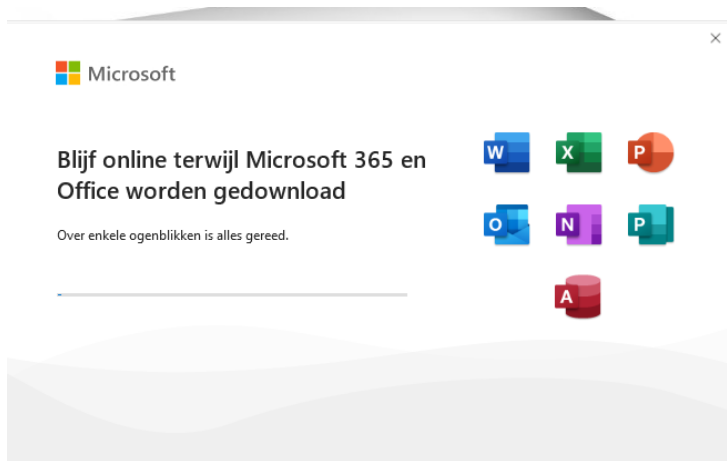 Microsoft
Blijf online terwijl Microsoft 365 en
Office worden gedownload
Over enkele ogenblikken is alles gereed.
W X P
O N P
A